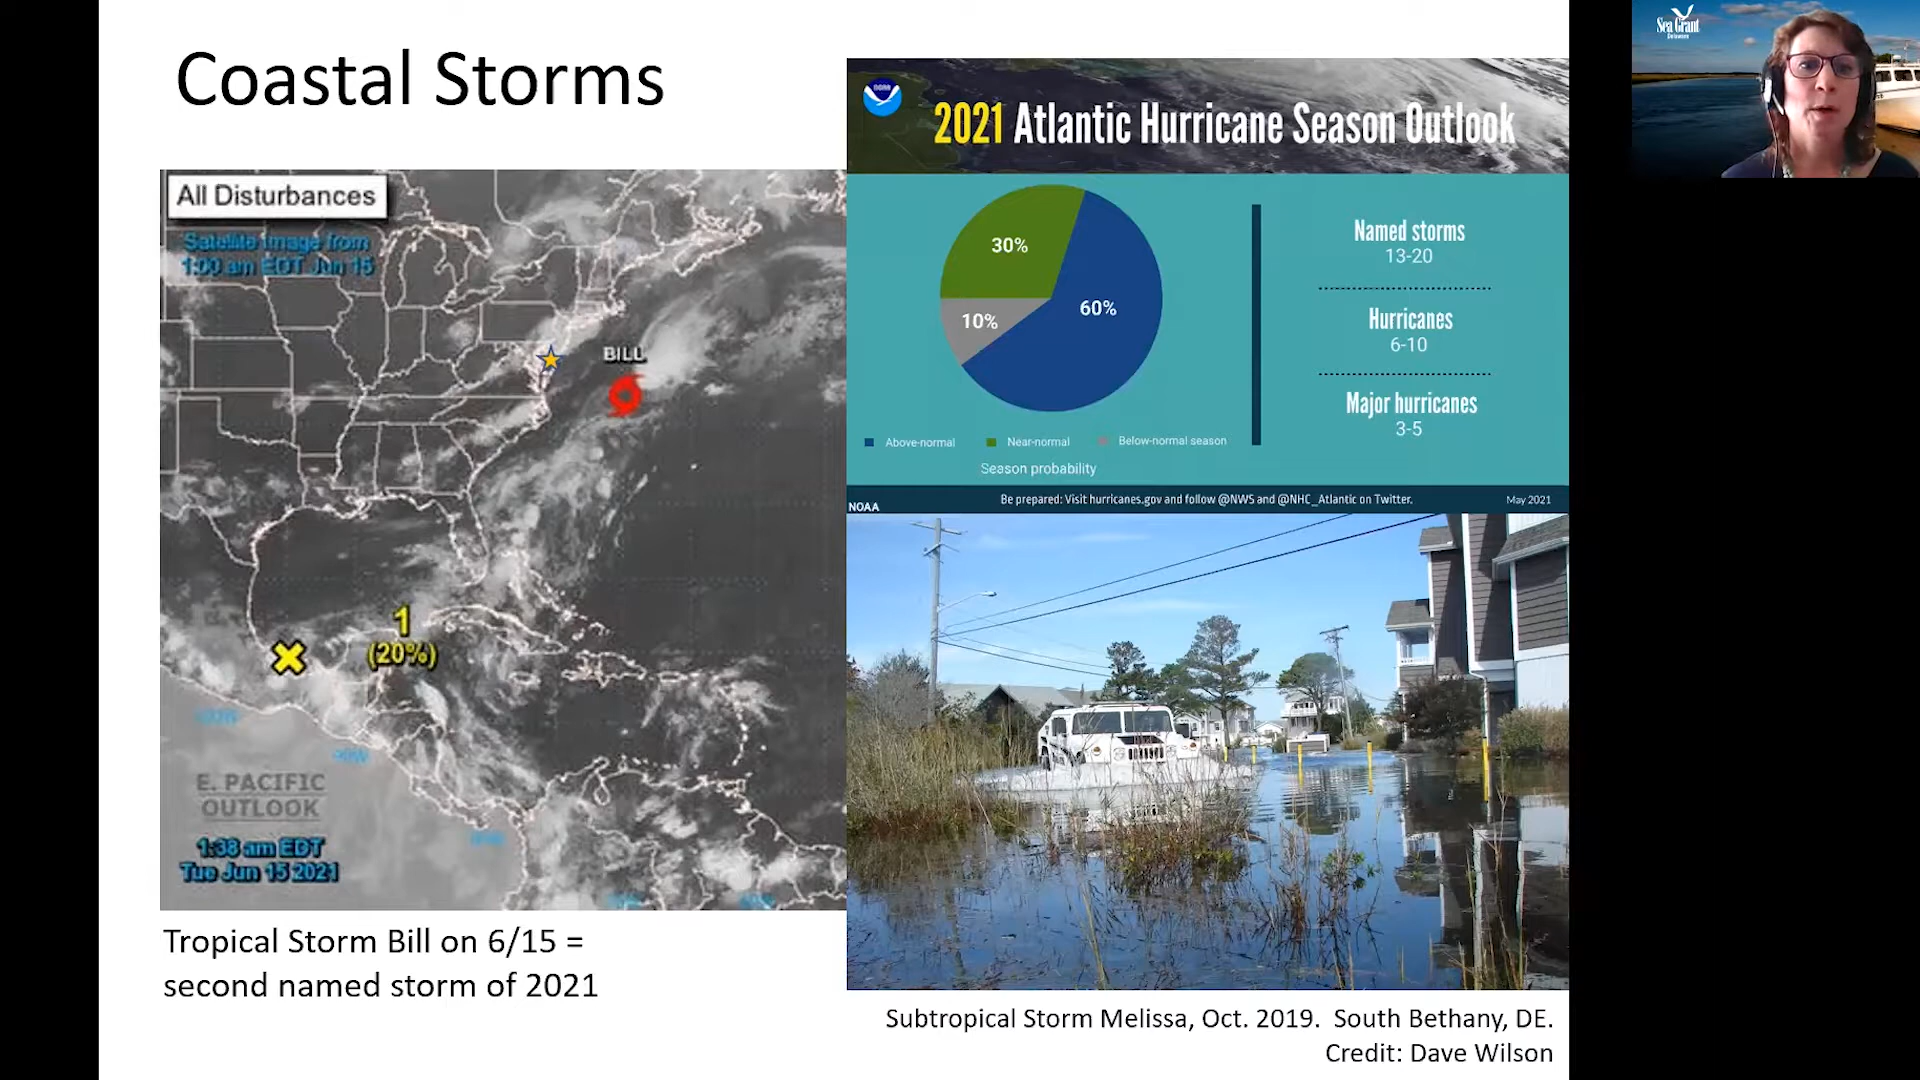 Coastal Storms
All Disturbances
Satellite Image from
1:00 am EDT Jun 15
BILL
1
(20%)
E. PACIFIC
OUTLOOK
1:38 am EDT
Tue Jun 15 2021
Tropical Storm Bill on 6/15 =
second named storm of 2021
NOAA
2021 Atlantic Hurricane Season Outlook
30%
60%
10%
Above-normal
Near-normal
Below-normal season
Season probability
Named storms
13-20
Hurricanes
6-10
Major hurricanes
3-5
NOAA
Be prepared: Visit hurricanes.gov and follow @NWS and @NHC_Atlantic on Twitter.
May 2021
Subtropical Storm Melissa, Oct. 2019. South Bethany, DE.
Credit: Dave Wilson
Sea Grant
Delaware